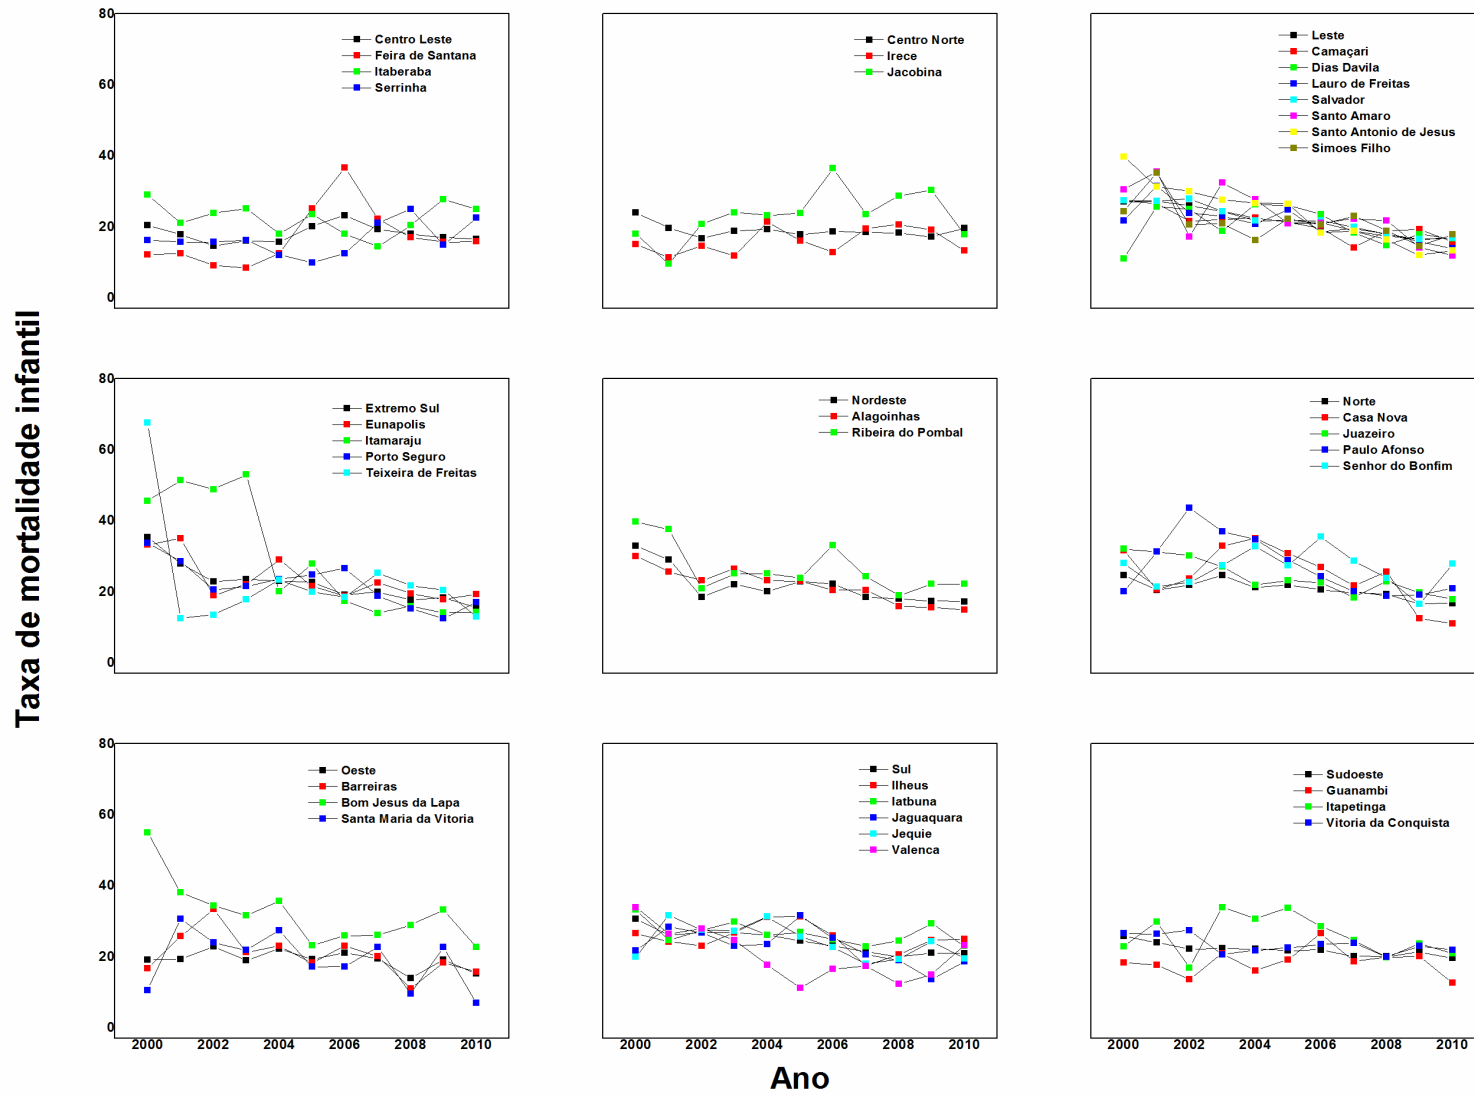 Taxa de mortalidade infantil
80
60
40
20
0
Centro Leste
Feira de Santana
Itaberaba
Serrinha
Centro Norte
Irece
Jacobina
Leste
Camaçari
Dias Davila
Lauro de Freitas
Salvador
Santo Amaro
Santo Antonio de Jesus
Simoes Filho
80
60
40
20
0
Extremo Sul
Eunapolis
Itamaraju
Porto Seguro
Teixeira de Freitas
Nordeste
Alagoinhas
Ribeira do Pombal
Norte
Casa Nova
Juazeiro
Paulo Afonso
Senhor do Bonfim
80
60
40
20
0
Oeste
Barreiras
Bom Jesus da Lapa
Santa Maria da Vitoria
Sul
Ilheus
Iatbuna
Jaguaquara
Jequie
Valenca
Sudoeste
Guanambi
Itapetinga
Vitoria da Conquista
2000 2002 2004 2006 2008 2010
2000 2002 2004 2006 2008 2010
2000 2002 2004 2006 2008 2010
Ano